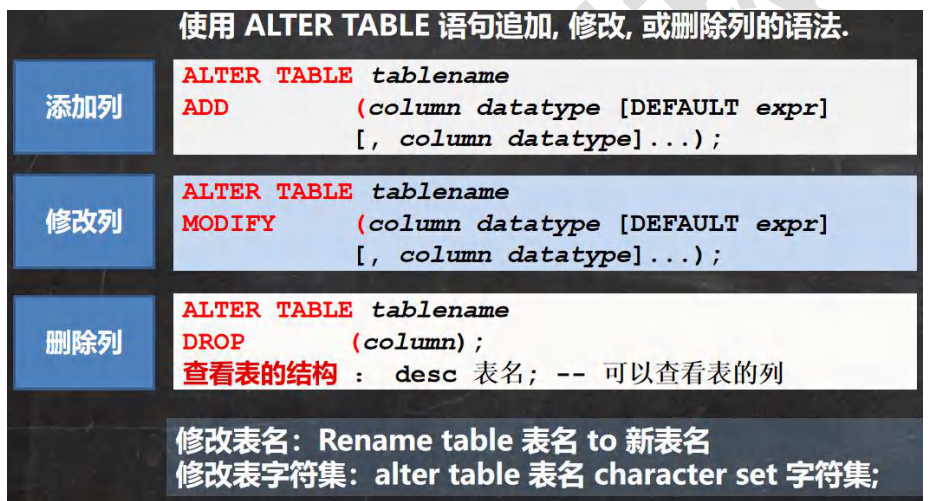 使用 ALTER TABLE 语句追加, 修改, 或删除列的语法.
添加列
ALTER TABLE tablename
ADD (column datatype [DEFAULT expr]
[, column datatype]...);
修改列
ALTER TABLE tablename
MODIFY (column datatype [DEFAULT expr]
[, column datatype]...);
删除列
ALTER TABLE tablename
DROP (column);
查看表的结构 : desc 表名; -- 可以查看表的列
修改表名：Rename table 表名 to 新表名
修改表字符集：alter table 表名 character set 字符集;